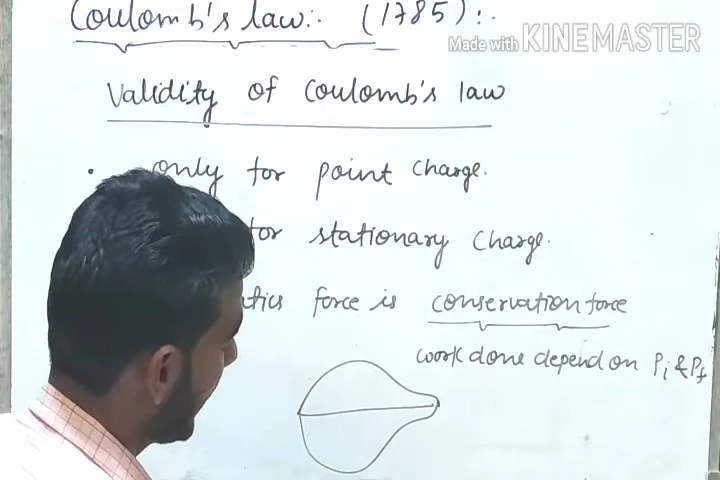 Coulomb's law:. (1785):.
Made with KINEMASTER
Validity of Coulomb's law
• only for point charge.
for stationary charge.
force is conservation force
work done depend on Pi & Pf